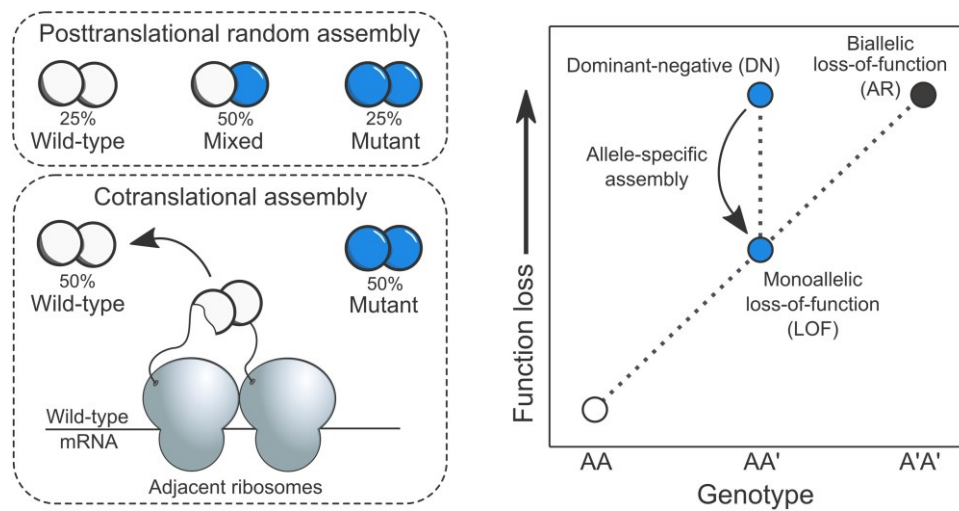 Posttranslational random assembly
25%
Wild-type
50%
Mixed
25%
Mutant
Cotranslational assembly
50%
Wild-type
50%
Mutant
Wild-type
mRNA
Adjacent ribosomes
Function loss
Dominant-negative (DN)
Biallelic
loss-of-function
(AR)
Allele-specific
assembly
Monoallelic
loss-of-function
(LOF)
AA
AA'
A'A'
Genotype